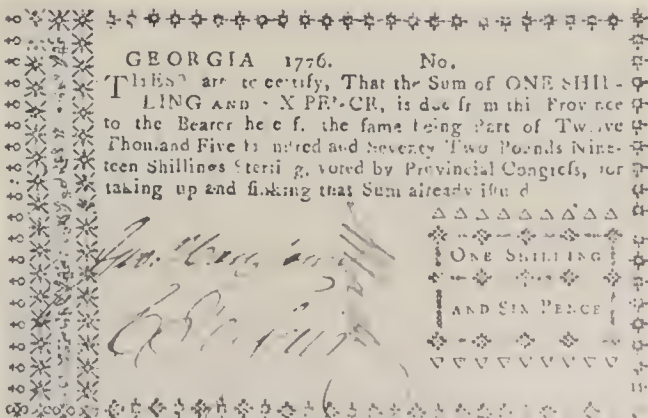 GEORGIA 1776. No.
THESE are to certify, That the Sum of ONE SHIL-
LING AND SIX PENCE, is due from this Province
to the Bearer hereof, the ſame being Part of Twelve
Thouſand Five Hundred and Seventy Two Pounds Nine-
teen Shillings Sterling, voted by Provincial Congreſs, for
taking up and ſinking that Sum already iſſued
ONE SHILLING
AND SIX PENCE